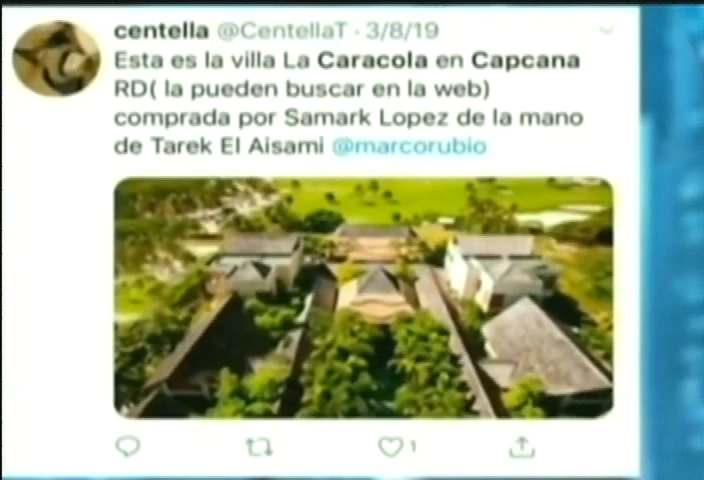 centella @CentellaT · 3/8/19
Esta es la villa La Caracola en Capcana
RD( la pueden buscar en la web)
comprada por Samark Lopez de la mano
de Tarek El Aisami @marcorubio
1